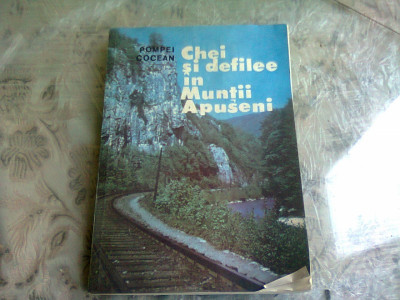 POMPEI
COCEAN
Chei
și defilee
în
Munții
Apuseni